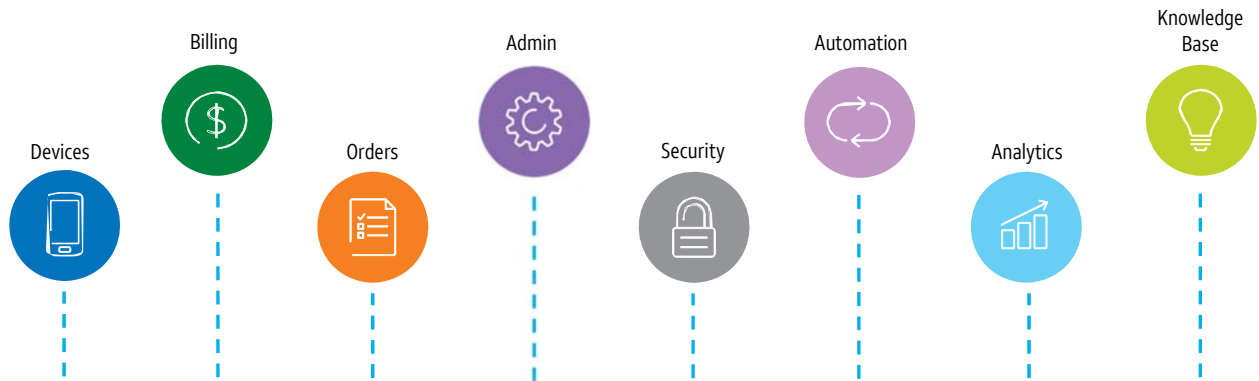 Devices
Billing
Orders
Admin
Security
Automation
Analytics
Knowledge
Base